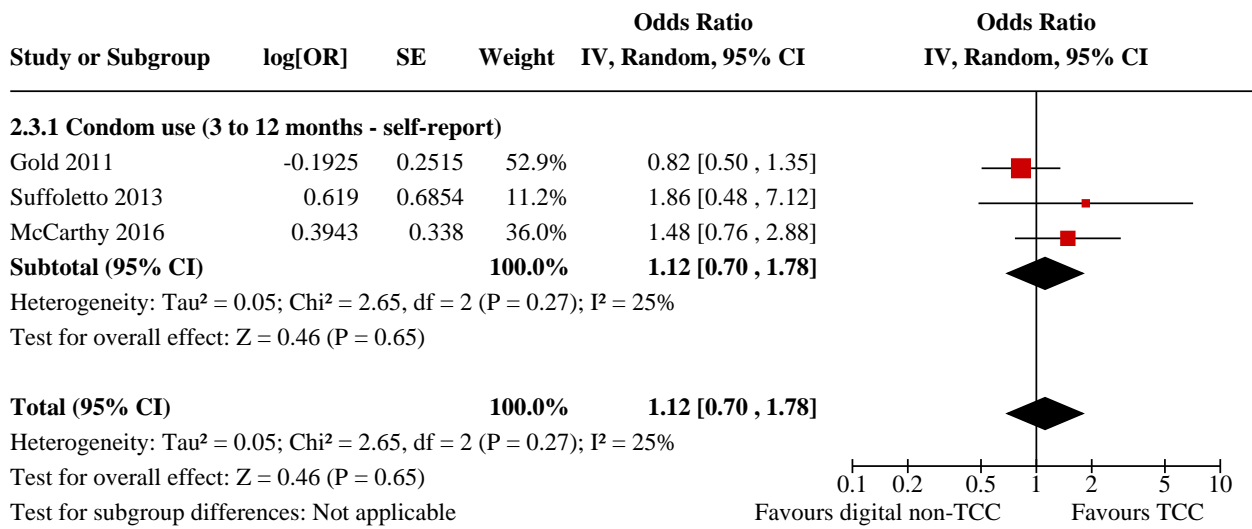 Odds Ratio Odds Ratio
Study or Subgroup log[OR] SE Weight IV, Random, 95% CI IV, Random, 95% CI
2.3.1 Condom use (3 to 12 months - self-report)
Gold 2011 -0.1925 0.2515 52.9% 0.82 [0.50 , 1.35]
Suffoletto 2013 0.619 0.6854 11.2% 1.86 [0.48 , 7.12]
McCarthy 2016 0.3943 0.338 36.0% 1.48 [0.76 , 2.88]
Subtotal (95% CI) 100.0% 1.12 [0.70 , 1.78]
Heterogeneity: Tau² = 0.05; Chi² = 2.65, df = 2 (P = 0.27); I² = 25%
Test for overall effect: Z = 0.46 (P = 0.65)
Total (95% CI) 100.0% 1.12 [0.70 , 1.78]
Heterogeneity: Tau² = 0.05; Chi² = 2.65, df = 2 (P = 0.27); I² = 25%
Test for overall effect: Z = 0.46 (P = 0.65)
0.1 0.2 0.5 1 2 5 10
Test for subgroup differences: Not applicable Favours digital non-TCC Favours TCC